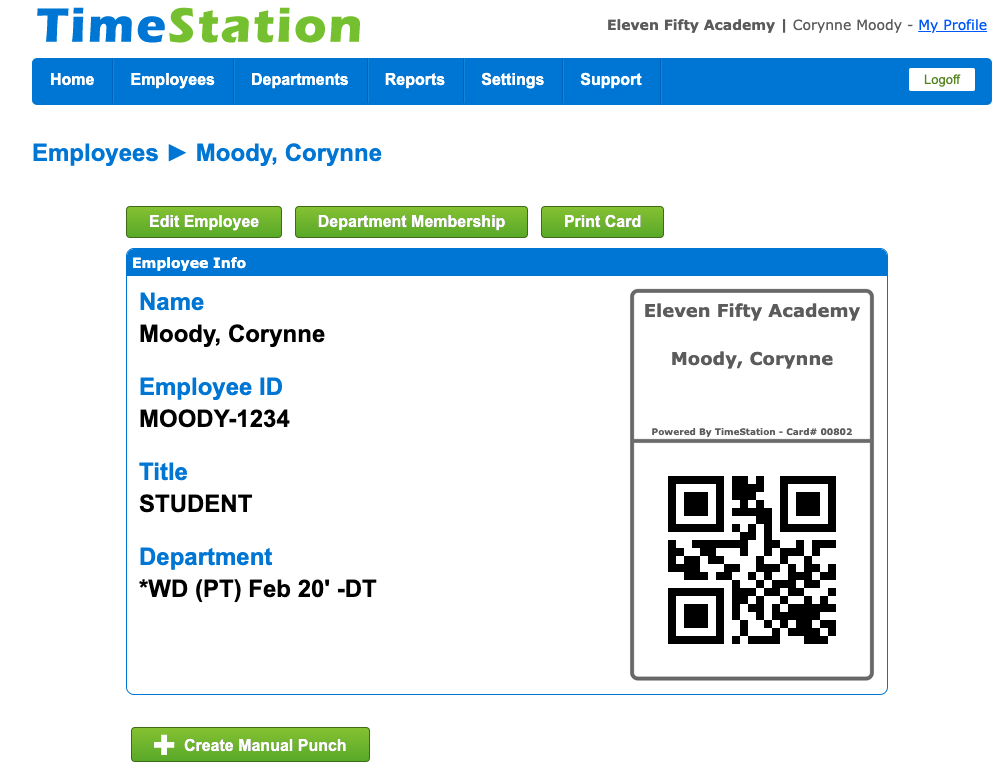 TimeStation
Eleven Fifty Academy | Corynne Moody - My Profile
Home Employees Departments Reports Settings Support Logoff
Employees ► Moody, Corynne
Edit Employee Department Membership Print Card
Employee Info
Name
Moody, Corynne
Employee ID
MOODY-1234
Title
STUDENT
Department
*WD (PT) Feb 20' -DT
Eleven Fifty Academy
Moody, Corynne
Powered By TimeStation - Card# 00802
Create Manual Punch